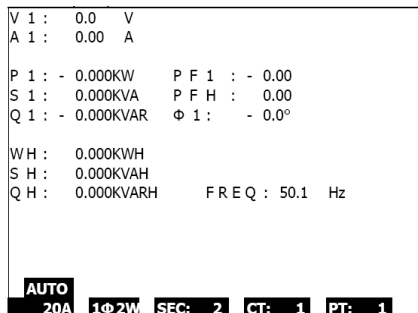 V 1 : 0.0 V
A 1 : 0.00 A
P 1 : - 0.000KW P F 1 : - 0.00
S 1 : 0.000KVA P F H : 0.00
Q 1 : - 0.000KVAR Φ 1 : - 0.0°
W H : 0.000KWH
S H : 0.000KVAH
Q H : 0.000KVARH F R E Q : 50.1 Hz
AUTO
20A 1Φ2W SEC: 2 CT: 1 PT: 1